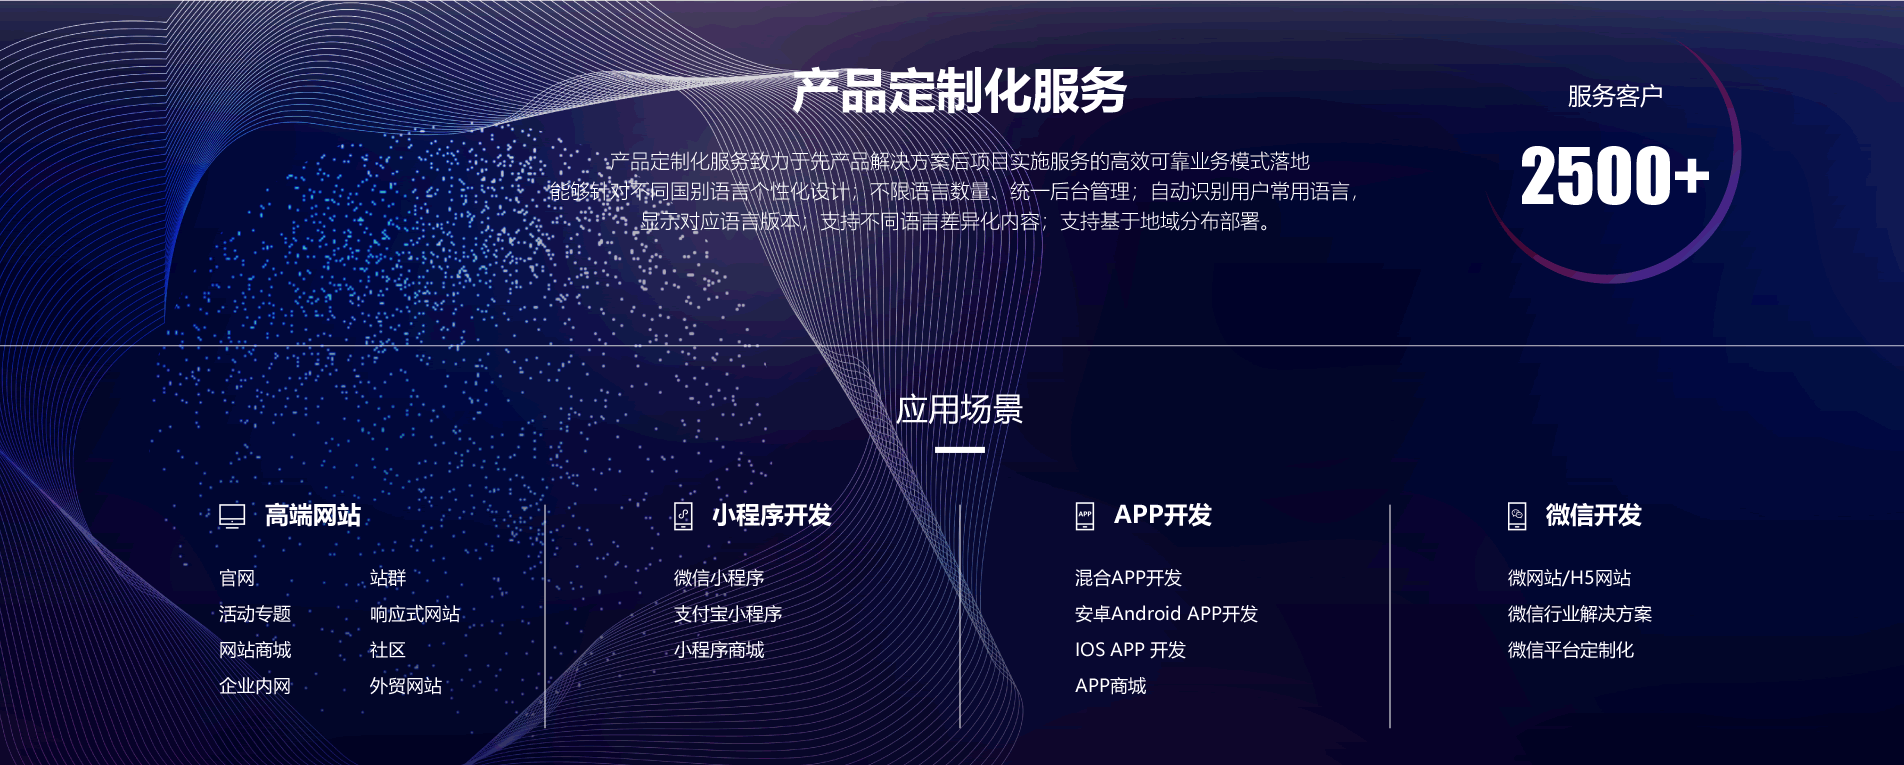 产品定制化服务
产品定制化服务致力于先产品解决方案后项目实施服务的高效可靠业务模式落地
能够针对不同国别语言个性化设计；不限语言数量、统一后台管理；自动识别用户常用语言，
显示对应语言版本；支持不同语言差异化内容；支持基于地域分布部署。
服务客户
2500+
应用场景
高端网站
官网 站群
活动专题 响应式网站
网站商城 社区
企业内网 外贸网站
小程序开发
微信小程序
支付宝小程序
小程序商城
APP
APP开发
混合APP开发
安卓Android APP开发
IOS APP 开发
APP商城
微信开发
微网站/H5网站
微信行业解决方案
微信平台定制化